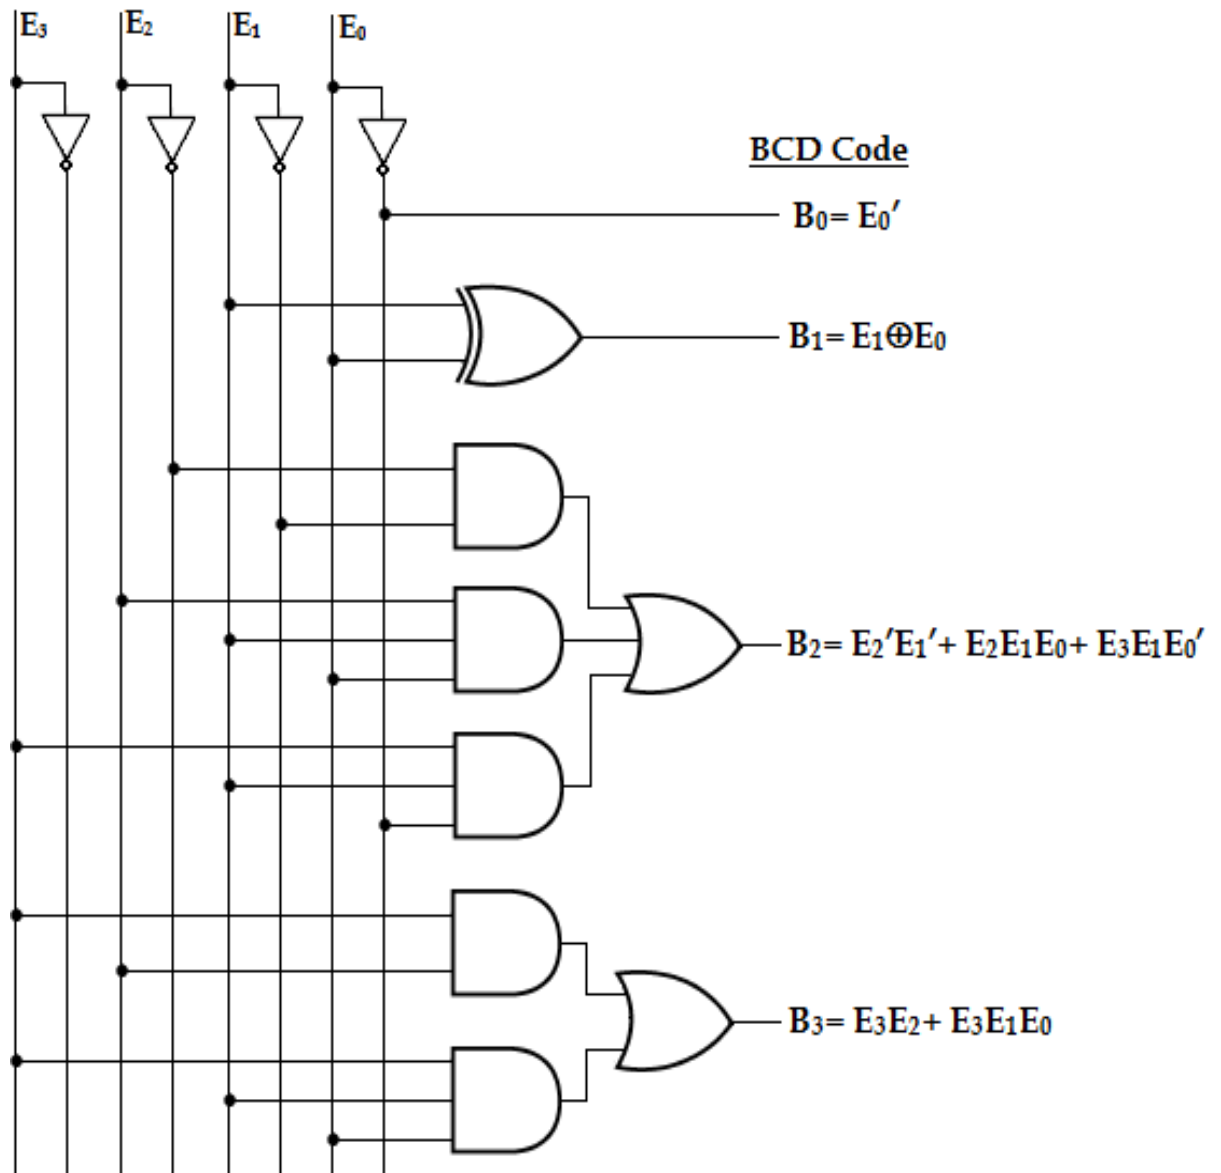 E₃ E₂ E₁ E₀
BCD Code
B₀= E₀′
B₁= E₁⊕E₀
B₂= E₂′E₁′+ E₂E₁E₀+ E₃E₁E₀′
B₃= E₃E₂+ E₃E₁E₀